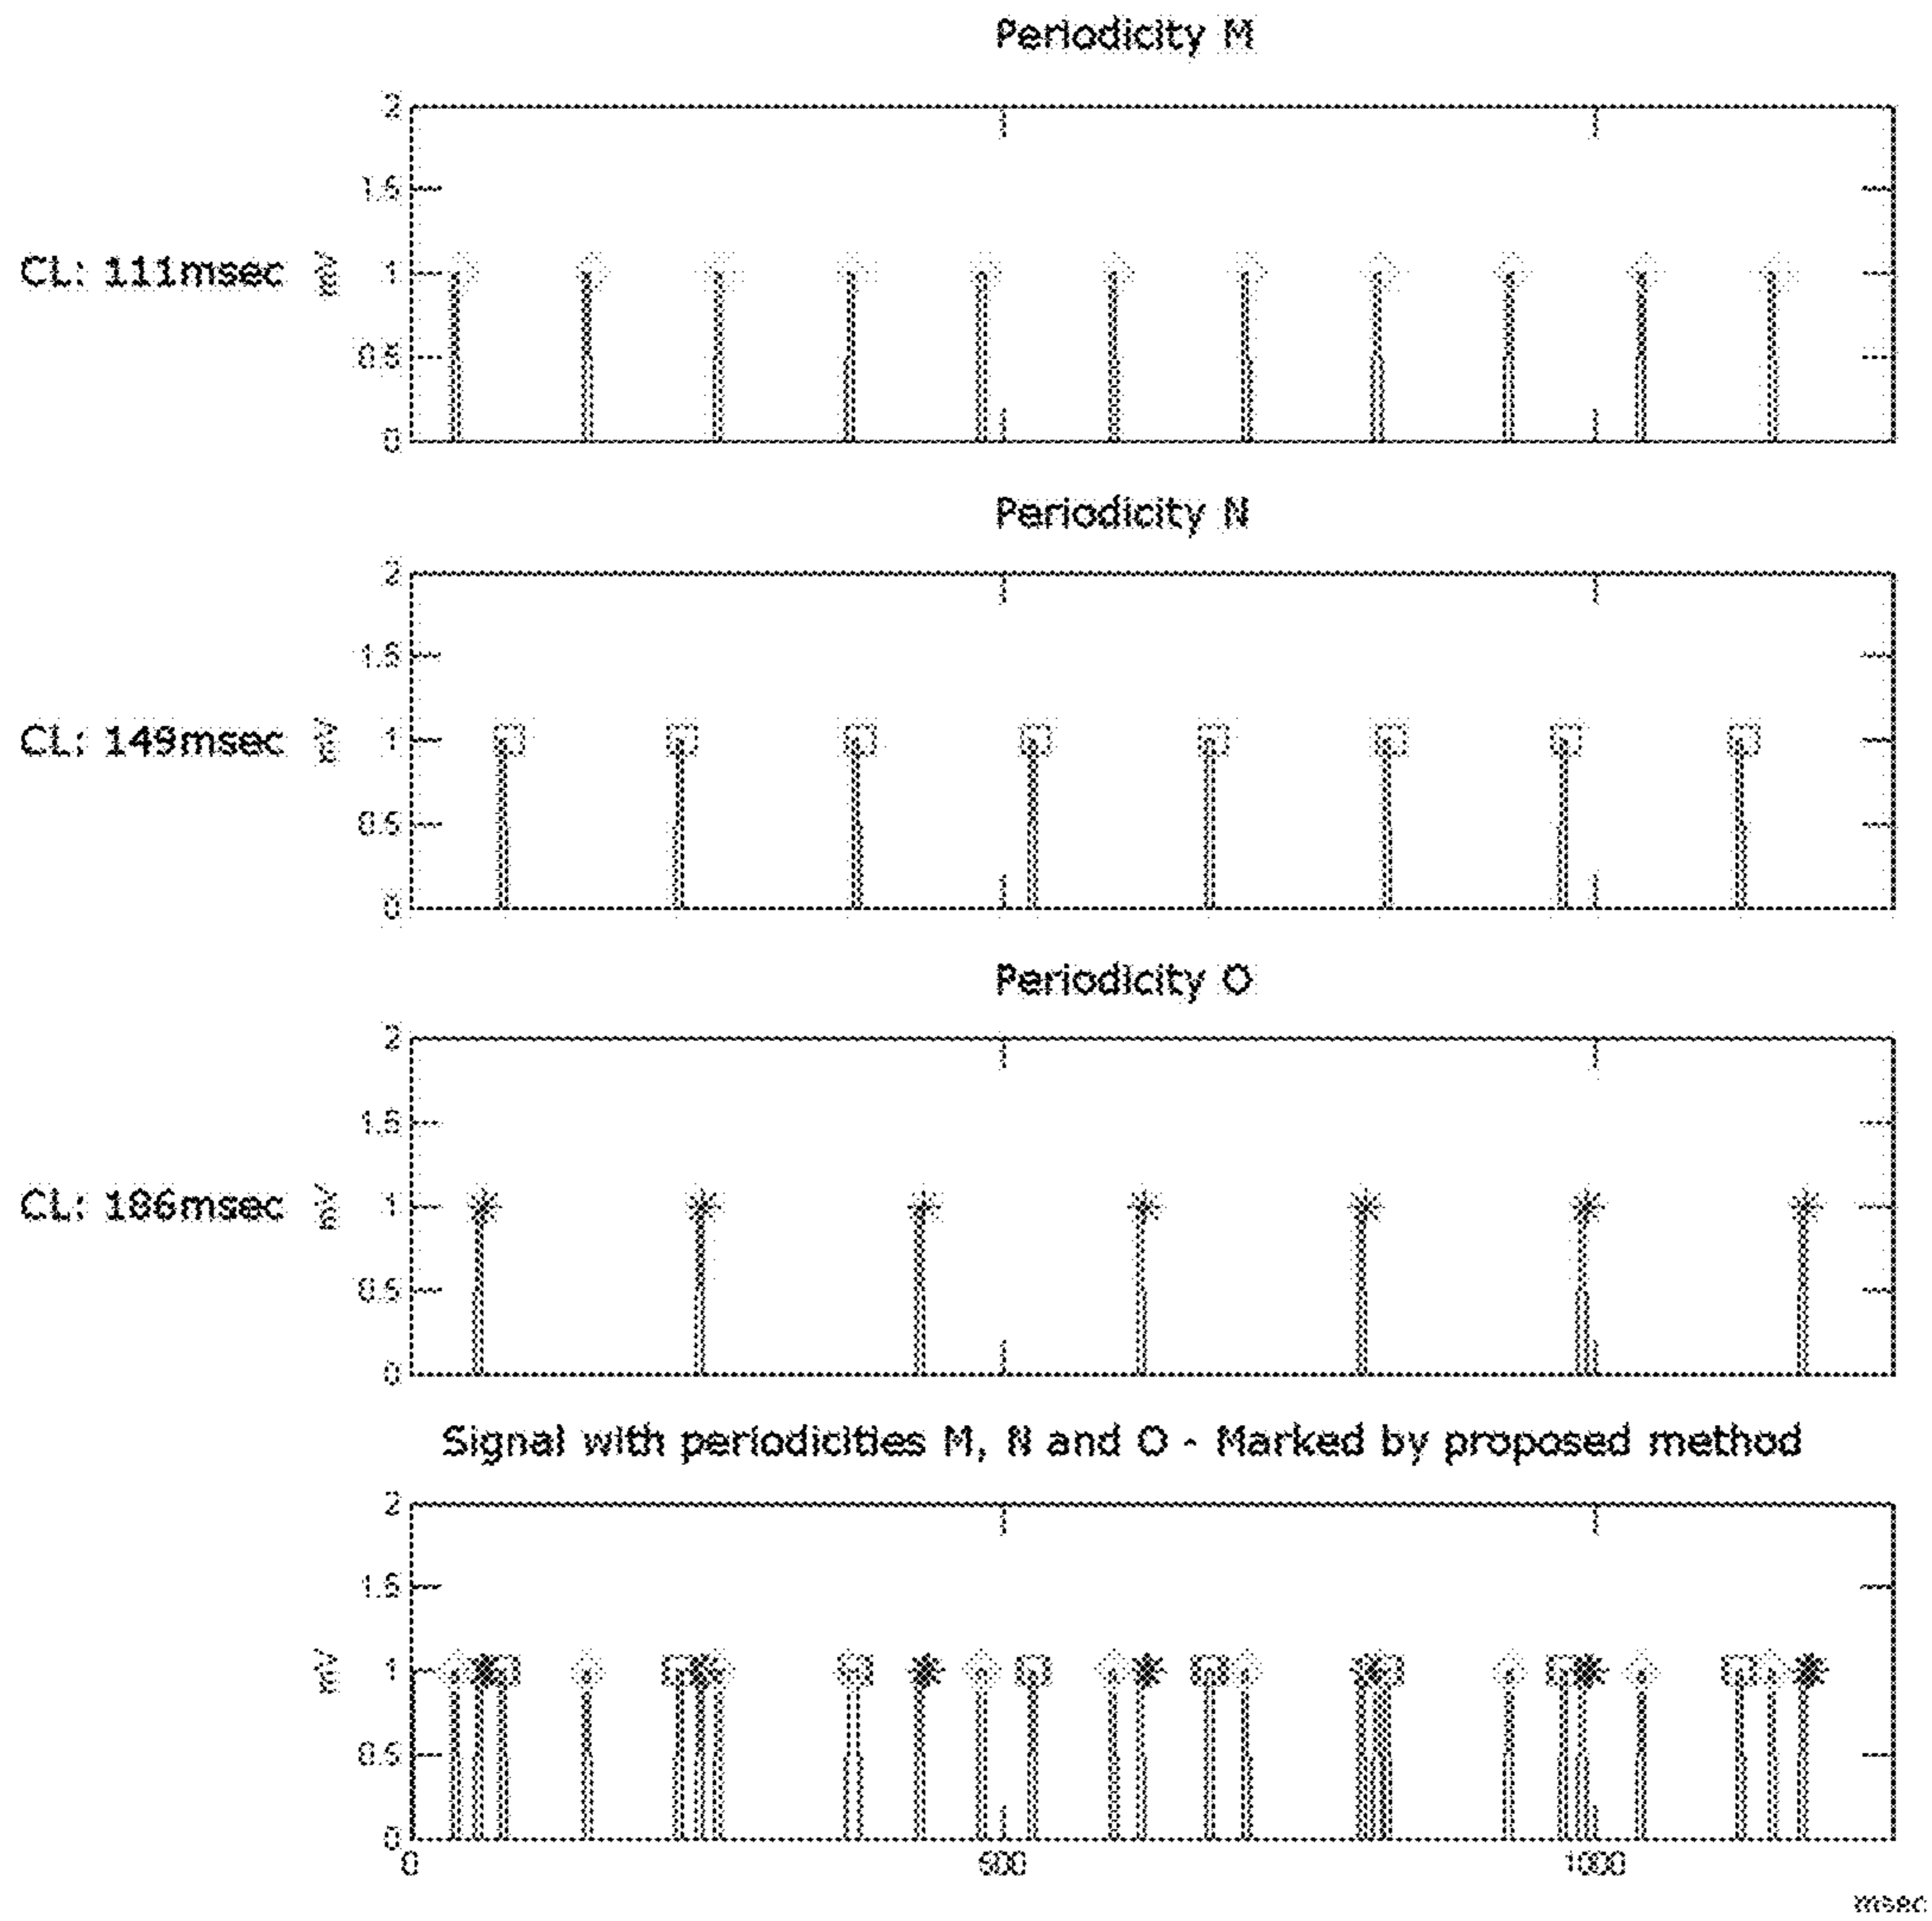 Periodicity M
2
1.5
CL: 111msec mV 1
0.5
0
Periodicity N
2
1.5
CL: 149msec mV 1
0.5
0
Periodicity O
2
1.5
CL: 186msec mV 1
0.5
0
Signal with periodicities M, N and O - Marked by proposed method
2
1.5
mV 1
0.5
0
0 500 1000
msec